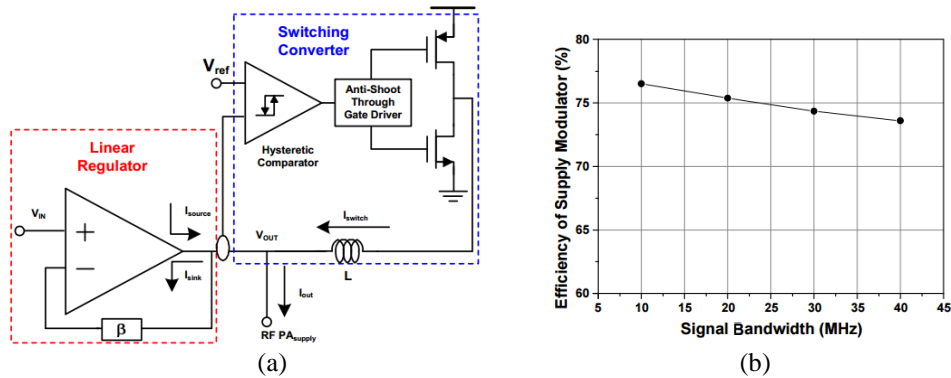 Switching
Converter
V_ref
Hysteretic
Comparator
Anti-Shoot
Through
Gate Driver
Linear
Regulator
V_IN
+
−
β
I_source
I_sink
V_OUT
I_switch
L
I_out
RF PA_supply
(a)
Efficiency of Supply Modulator (%)
80
75
70
65
60
5 10 15 20 25 30 35 40 45
Signal Bandwidth (MHz)
(b)